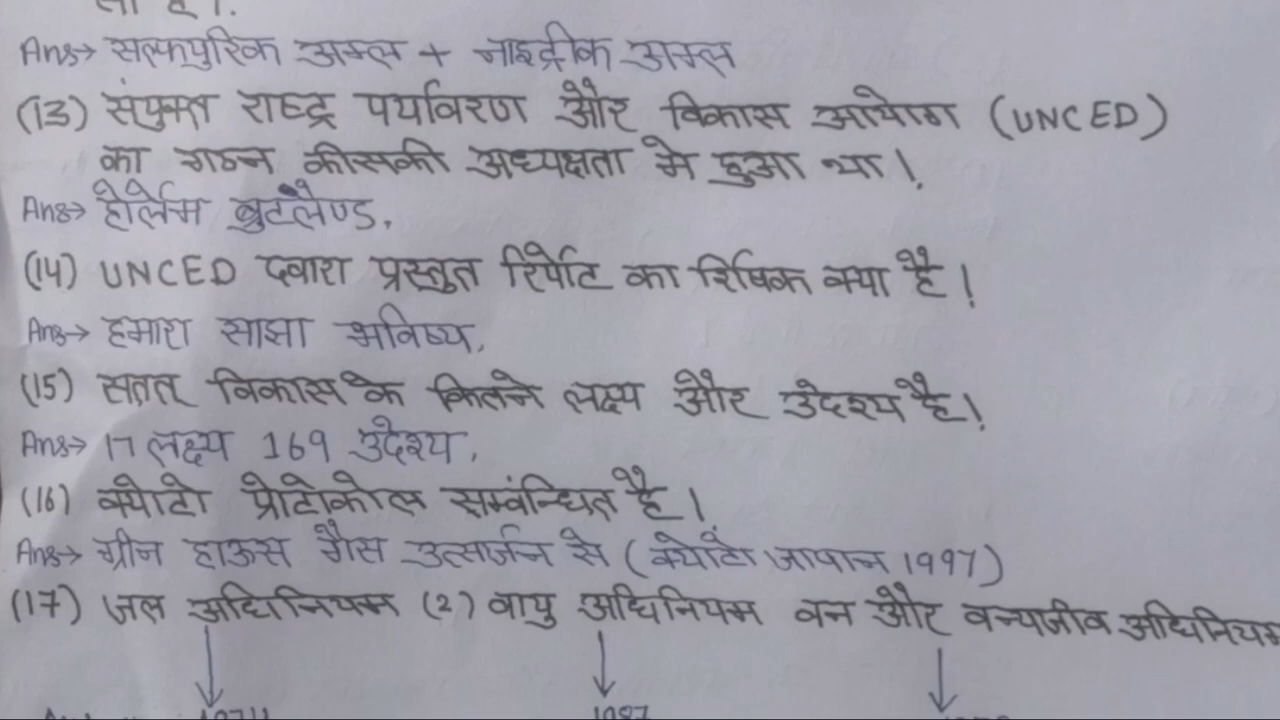 Ans→ सल्फ्युरिक अम्ल + नाइट्रीक अम्ल
(13) संयुक्त राष्ट्र पर्यावरण और विकास आयोग (UNCED)
का गठन कीसकी अध्यक्षता मे हुआ था!
Ans→ हौर्लेम ब्रुटलैण्ड,
(14) UNCED दवारा प्रस्तुत रिर्पोट का शिर्षिक क्या है!
Ans→ हमारा साझा भविष्य,
(15) सतत् विकास के कितने लक्ष्य और उदेश्य है!
Ans→ 17 लक्ष्य 169 उदेश्य,
(16) क्योटो प्रोटोकोल सम्बंन्धित है!
Ans→ ग्रीन हाऊस गैस उत्सर्जन से (क्योटो जापान 1997)
(17) जल अधिनियम (2) वायु अधिनियम वन और वन्यजीव अधिनियम